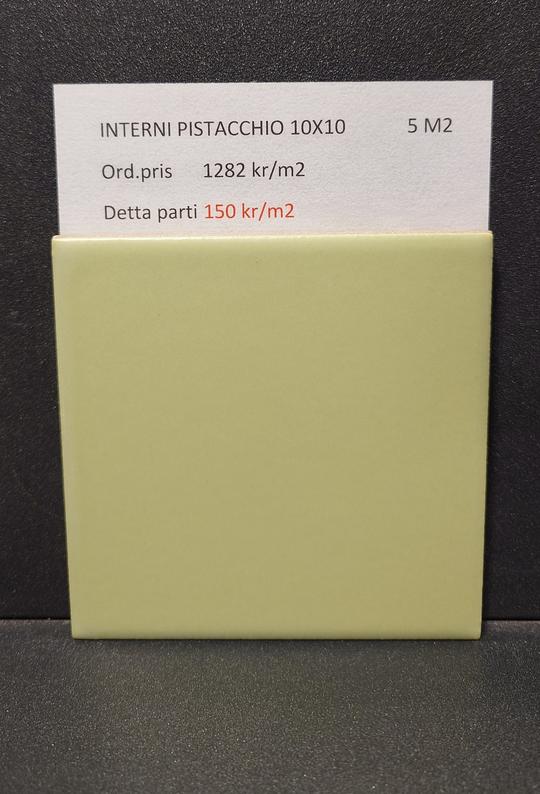 INTERNI PISTACCHIO 10X10 5 M2
Ord.pris 1282 kr/m2
Detta parti 150 kr/m2